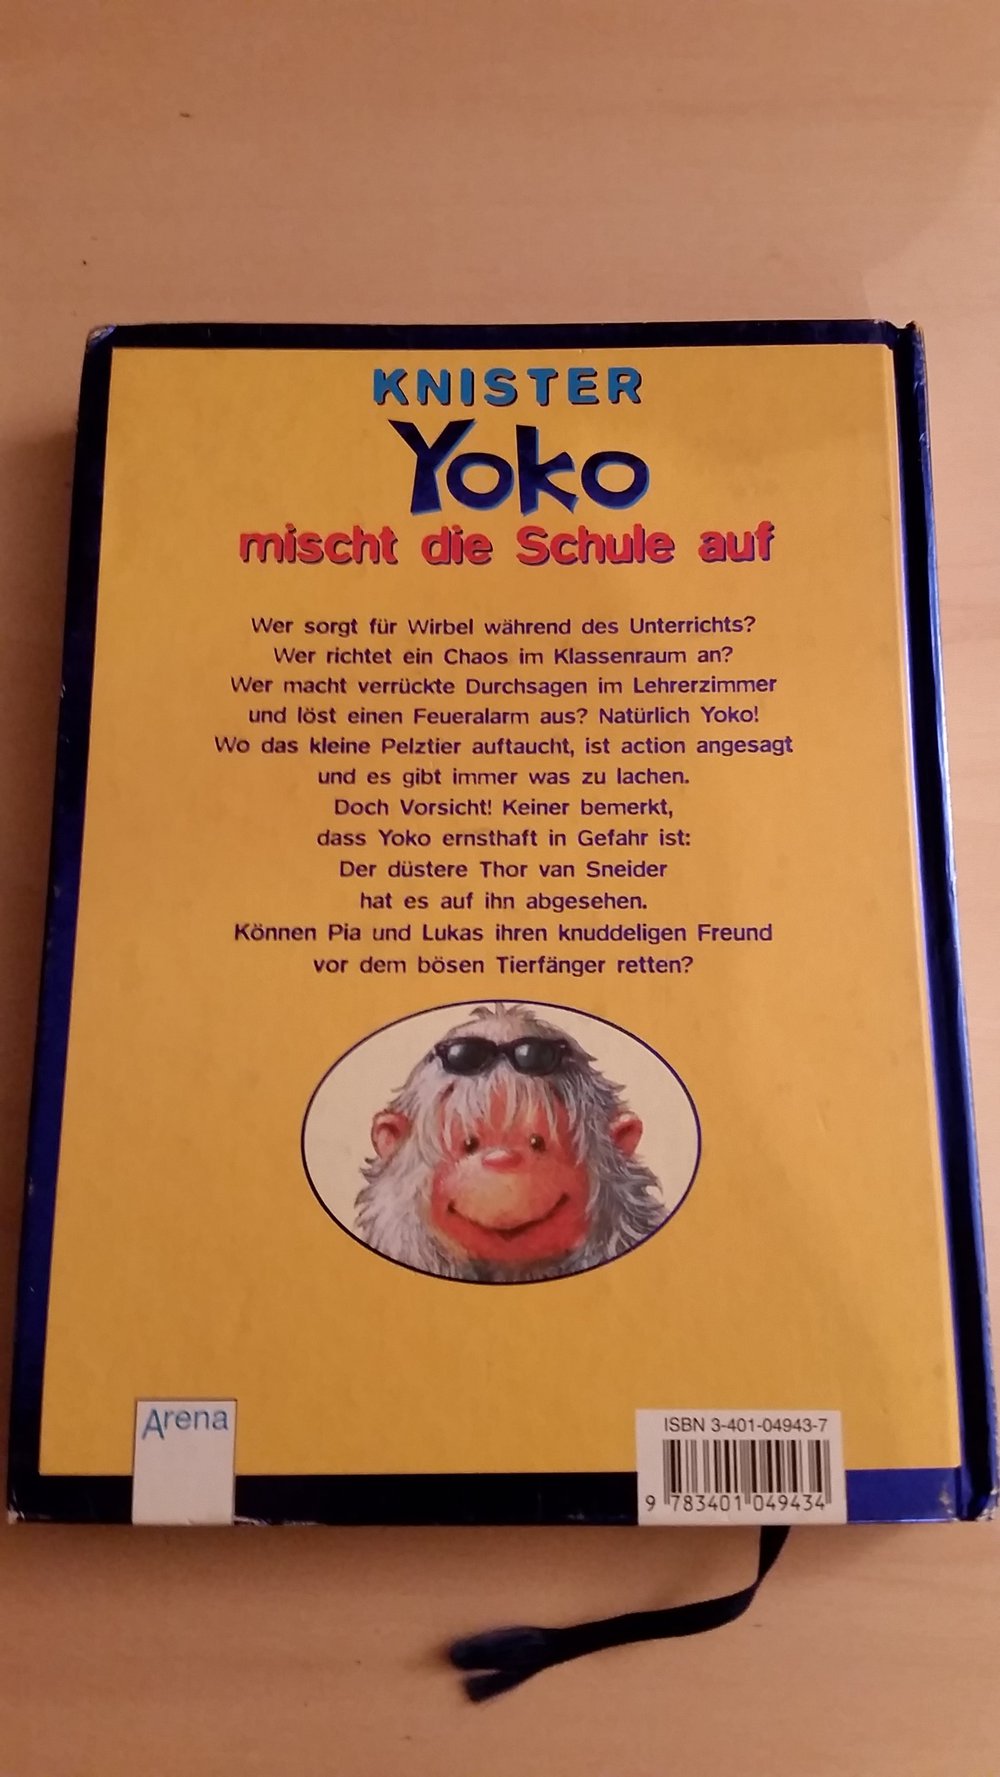 KNISTER
Yoko
mischt die Schule auf
Wer sorgt für Wirbel während des Unterrichts?
Wer richtet ein Chaos im Klassenraum an?
Wer macht verrückte Durchsagen im Lehrerzimmer
und löst einen Feueralarm aus? Natürlich Yoko!
Wo das kleine Pelztier auftaucht, ist action angesagt
und es gibt immer was zu lachen.
Doch Vorsicht! Keiner bemerkt,
dass Yoko ernsthaft in Gefahr ist:
Der düstere Thor van Sneider
hat es auf ihn abgesehen.
Können Pia und Lukas ihren knuddeligen Freund
vor dem bösen Tierfänger retten?
Arena
ISBN 3-401-04943-7
9 783401 049434